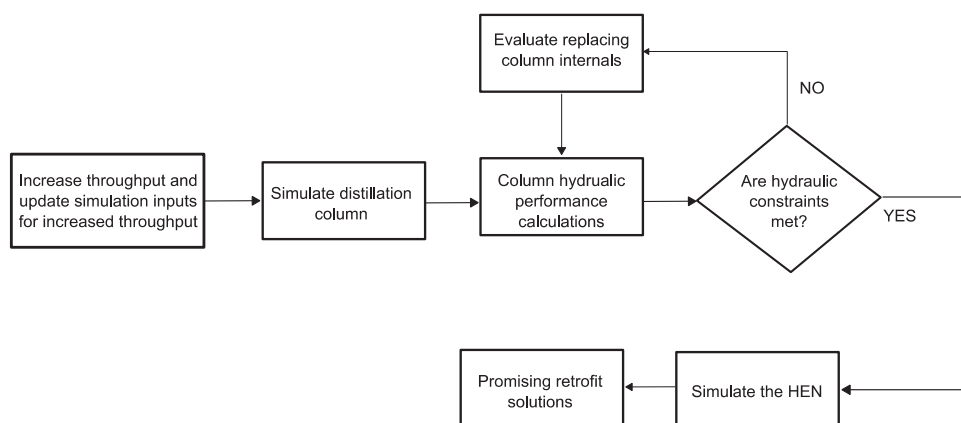 Evaluate replacing
column internals
NO
Increase throughput and
update simulation inputs
for increased throughput
Simulate distillation
column
Column hydrualic
performance
calculations
Are hydraulic
constraints
met?
YES
Promising retrofit
solutions
Simulate the HEN